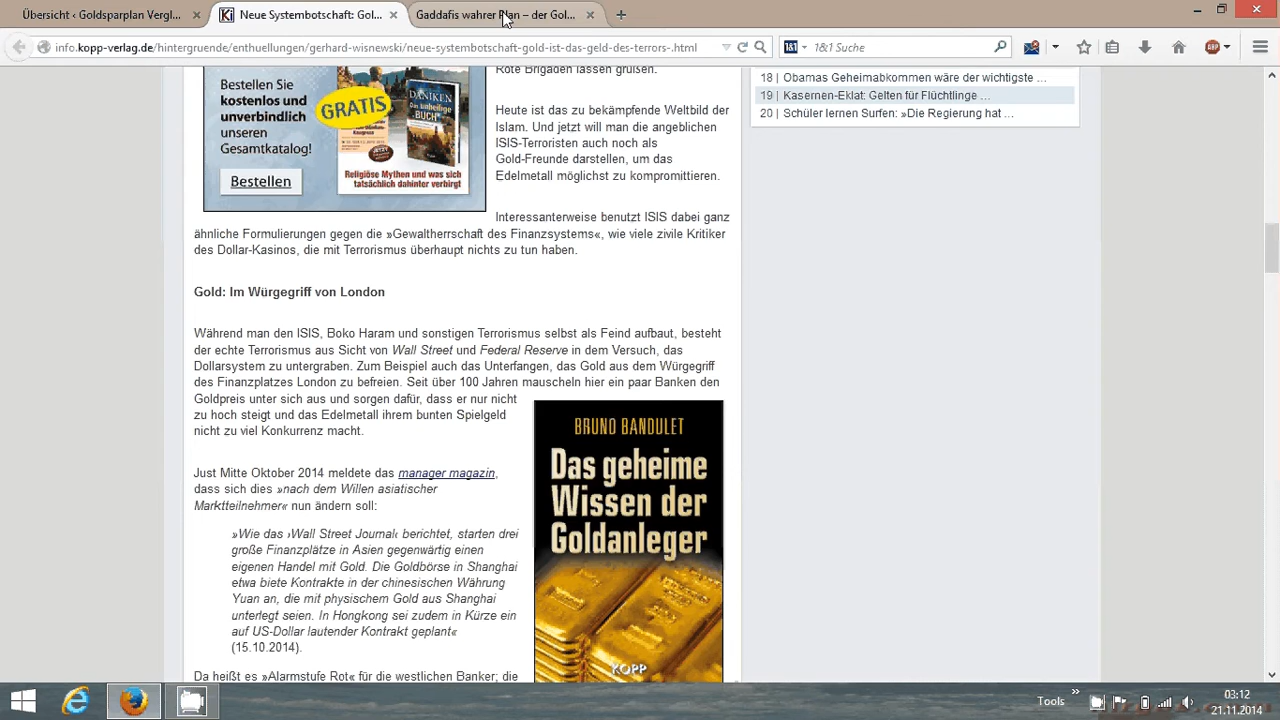 Übersicht ‹ Goldsparplan Vergl...
Neue Systembotschaft: Gol...
Gaddafis wahrer Plan – der Gol...
info.kopp-verlag.de/hintergruende/enthuellungen/gerhard-wisnewski/neue-systembotschaft-gold-ist-das-geld-des-terrors-.html
1&1 Suche
Bestellen Sie
kostenlos und
unverbindlich
unseren
Gesamtkatalog!
Bestellen
GRATIS
DÄNIKEN
BUCH
Religiöse Mythen und was sich
tatsächlich dahinter verbirgt
Rote Brigaden lassen grüßen.
Heute ist das zu bekämpfende Weltbild der
Islam. Und jetzt will man die angeblichen
ISIS-Terroristen auch noch als
Gold-Freunde darstellen, um das
Edelmetall möglichst zu kompromittieren.
Interessanterweise benutzt ISIS dabei ganz
ähnliche Formulierungen gegen die »Gewaltherrschaft des Finanzsystems«, wie viele zivile Kritiker
des Dollar-Kasinos, die mit Terrorismus überhaupt nichts zu tun haben.
Gold: Im Würgegriff von London
Während man den ISIS, Boko Haram und sonstigen Terrorismus selbst als Feind aufbaut, besteht
der echte Terrorismus aus Sicht von Wall Street und Federal Reserve in dem Versuch, das
Dollarsystem zu untergraben. Zum Beispiel auch das Unterfangen, das Gold aus dem Würgegriff
des Finanzplatzes London zu befreien. Seit über 100 Jahren mauscheln hier ein paar Banken den
Goldpreis unter sich aus und sorgen dafür, dass er nur nicht
zu hoch steigt und das Edelmetall ihrem bunten Spielgeld
nicht zu viel Konkurrenz macht.
Just Mitte Oktober 2014 meldete das manager magazin,
dass sich dies »nach dem Willen asiatischer
Marktteilnehmer« nun ändern soll:
»Wie das ›Wall Street Journal‹ berichtet, starten drei
große Finanzplätze in Asien gegenwärtig einen
eigenen Handel mit Gold. Die Goldbörse in Shanghai
etwa biete Kontrakte in der chinesischen Währung
Yuan an, die mit physischem Gold aus Shanghai
unterlegt seien. In Hongkong sei zudem in Kürze ein
auf US-Dollar lautender Kontrakt geplant«
(15.10.2014).
Da heißt es »Alarmstufe Rot« für die westlichen Banker; die
BRUNO BANDULET
Das geheime
Wissen der
Goldanleger
KOPP
18 | Obamas Geheimabkommen wäre der wichtigste ...
19 | Kasernen-Eklat: Gelten für Flüchtlinge ...
20 | Schüler lernen Surfen: »Die Regierung hat ...
Tools
03:12
21.11.2014